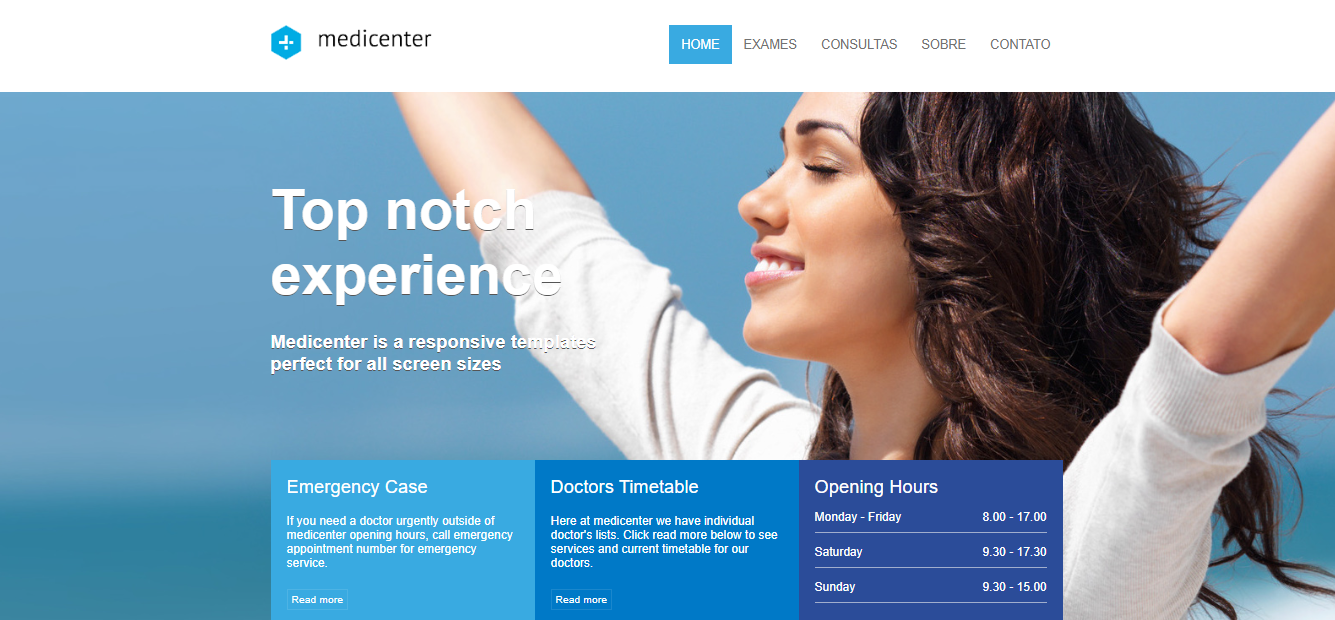 medicenter
HOME EXAMES CONSULTAS SOBRE CONTATO
Top notch
experience
Medicenter is a responsive templates
perfect for all screen sizes
Emergency Case
If you need a doctor urgently outside of
medicenter opening hours, call emergency
appointment number for emergency
service.
Read more
Doctors Timetable
Here at medicenter we have individual
doctor's lists. Click read more below to see
services and current timetable for our
doctors.
Read more
Opening Hours
Monday - Friday 8.00 - 17.00
Saturday 9.30 - 17.30
Sunday 9.30 - 15.00